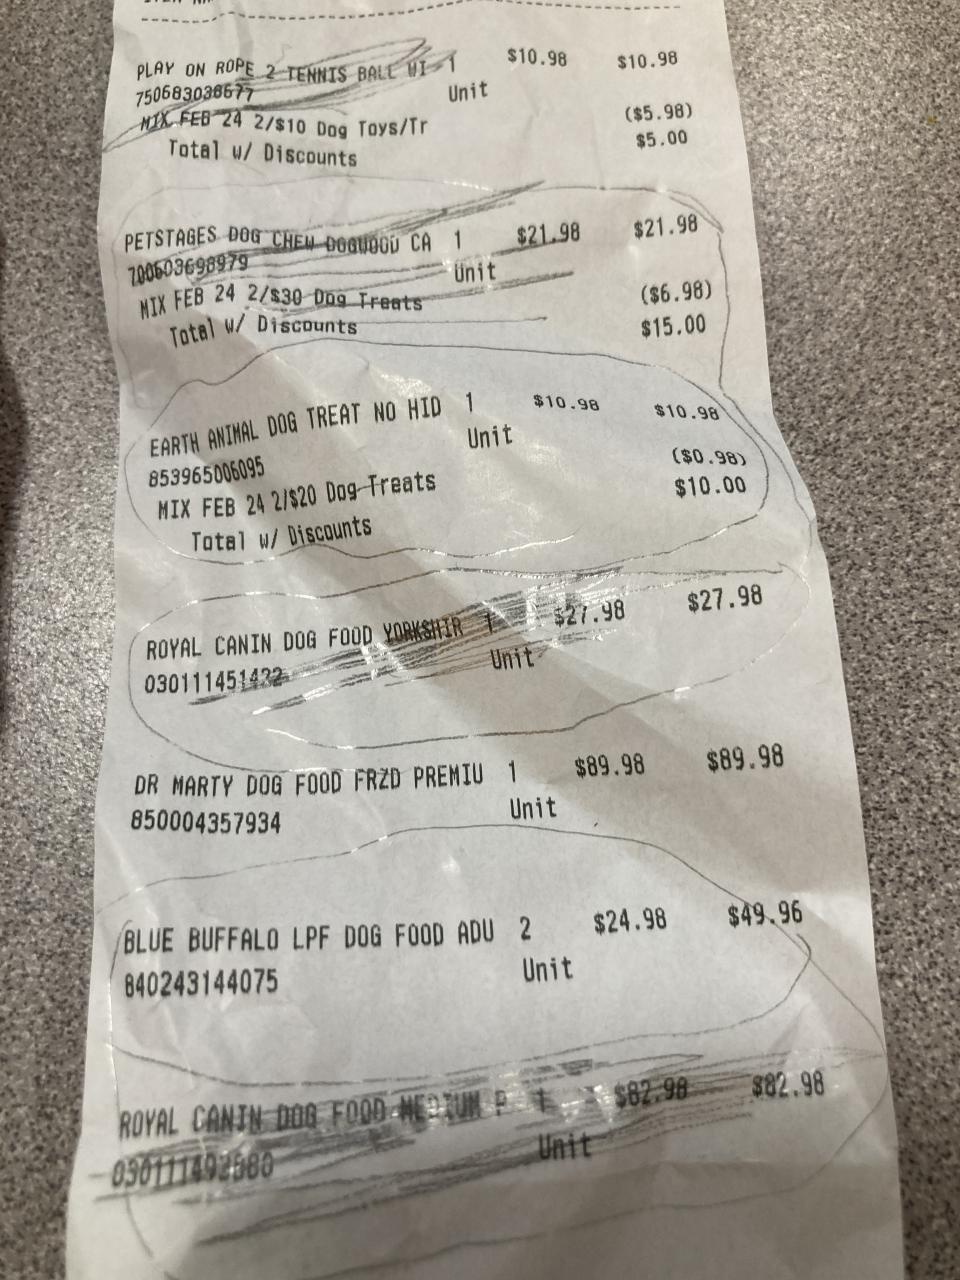 PLAY ON ROPE 2 TENNIS BALL WI 1 $10.98 $10.98
750683038677 Unit
MIX FEB 24 2/$10 Dog Toys/Tr ($5.98)
Total w/ Discounts $5.00
PETSTAGES DOG CHEW DOGWOOD CA 1 $21.98 $21.98
700603698979 Unit
MIX FEB 24 2/$30 Dog Treats ($6.98)
Total w/ Discounts $15.00
EARTH ANIMAL DOG TREAT NO HID 1 $10.98 $10.98
853965006095 Unit
MIX FEB 24 2/$20 Dog Treats ($0.98)
Total w/ Discounts $10.00
ROYAL CANIN DOG FOOD YORKSHIR 1 $27.98 $27.98
030111451422 Unit
DR MARTY DOG FOOD FRZD PREMIU 1 $89.98 $89.98
850004357934 Unit
BLUE BUFFALO LPF DOG FOOD ADU 2 $24.98 $49.96
840243144075 Unit
ROYAL CANIN DOG FOOD MEDIUM P 1 $82.98 $82.98
Unit